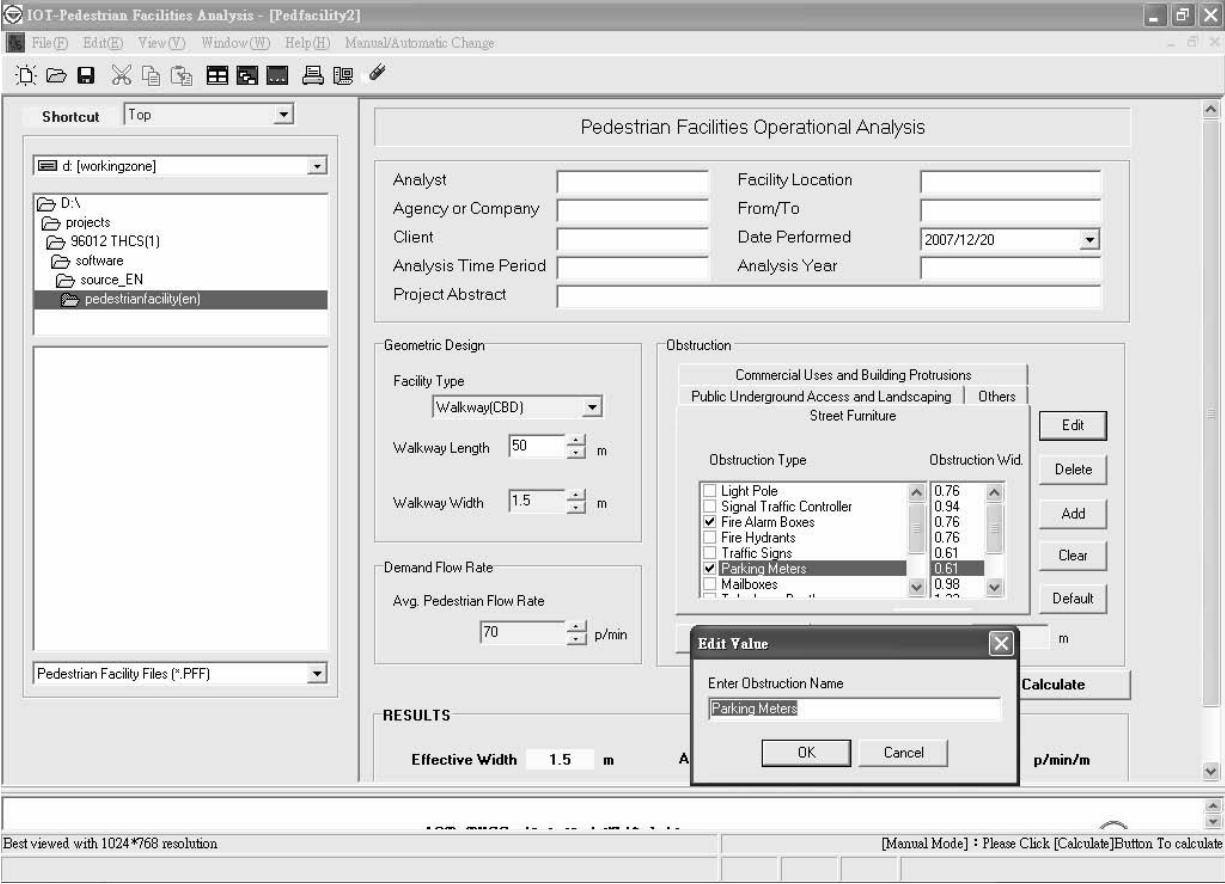 IOT-Pedestrian Facilities Analysis - [Pedfacility2]
File(F) Edit(E) View(V) Window(W) Help(H) Manual/Automatic Change
Shortcut Top
d: [workingzone]
D:\
projects
96012 THCS(1)
software
source_EN
pedestrianfacility(en)
Pedestrian Facility Files (*.PFF)
Pedestrian Facilities Operational Analysis
Analyst
Facility Location
Agency or Company
From/To
Client
Date Performed 2007/12/20
Analysis Time Period
Analysis Year
Project Abstract
Geometric Design
Facility Type
Walkway(CBD)
Walkway Length 50 m
Walkway Width 1.5 m
Demand Flow Rate
Avg. Pedestrian Flow Rate
70 p/min
Obstruction
Commercial Uses and Building Protrusions
Public Underground Access and Landscaping Others
Street Furniture
Obstruction Type Obstruction Wid.
Light Pole 0.76
Signal Traffic Controller 0.94
Fire Alarm Boxes 0.76
Fire Hydrants 0.76
Traffic Signs 0.61
Parking Meters 0.61
Mailboxes 0.98
Edit
Delete
Add
Clear
Default
m
Calculate
Edit Value
Enter Obstruction Name
Parking Meters
OK Cancel
RESULTS
Effective Width 1.5 m A p/min/m
Best viewed with 1024*768 resolution
[Manual Mode]：Please Click [Calculate]Button To calculate